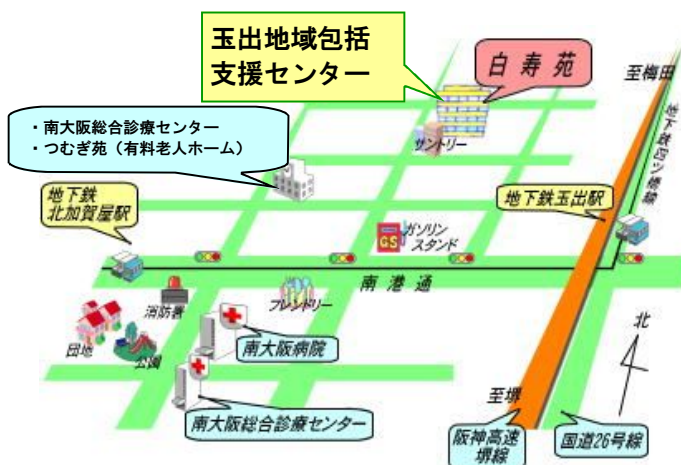 玉出地域包括
支援センター
白寿苑
至梅田
地下鉄四ツ橋線
・南大阪総合診療センター
・つむぎ苑（有料老人ホーム）
サントリー
地下鉄
北加賀屋駅
地下鉄玉出駅
GS
ガソリン
スタンド
南港通
消防署
フレンドリー
北
団地
公園
南大阪病院
至堺
南大阪総合診療センター
阪神高速
堺線
国道26号線